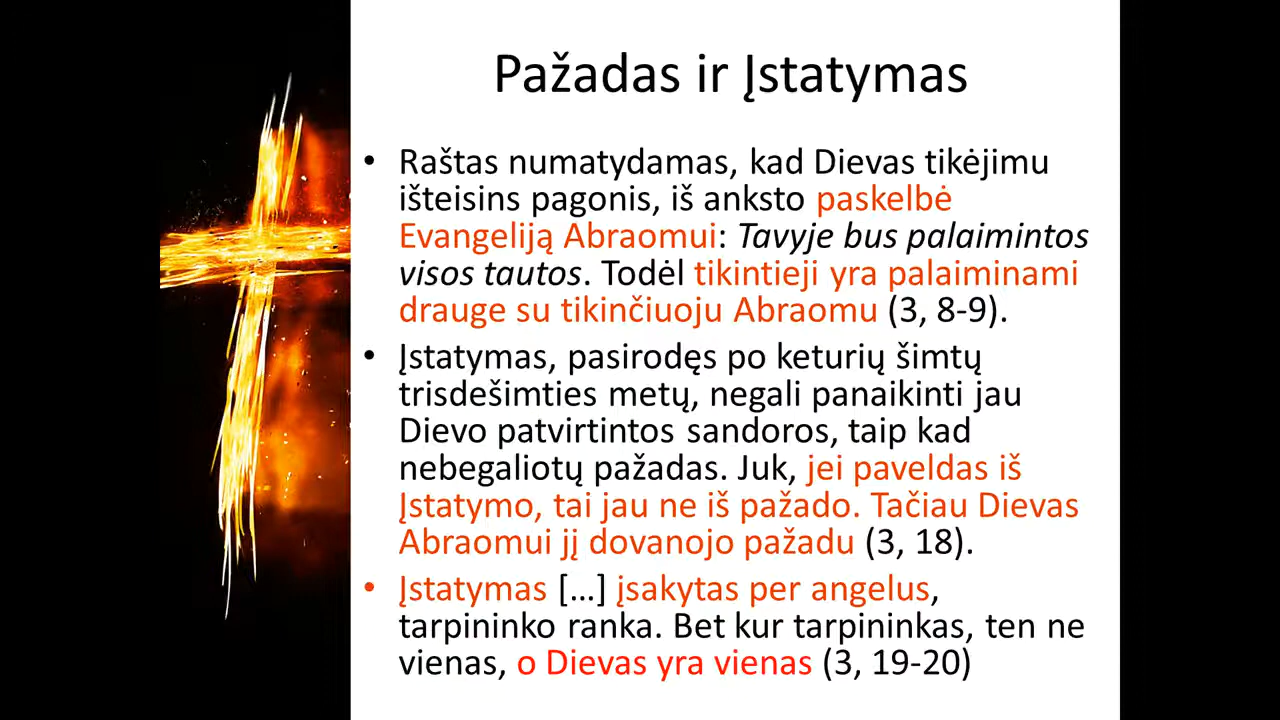 Pažadas ir Įstatymas
• Raštas numatydamas, kad Dievas tikėjimu
išteisins pagonis, iš anksto paskelbė
Evangeliją Abraomui: Tavyje bus palaimintos
visos tautos. Todėl tikintieji yra palaiminami
drauge su tikinčiuoju Abraomu (3, 8-9).
• Įstatymas, pasirodęs po keturių šimtų
trisdešimties metų, negali panaikinti jau
Dievo patvirtintos sandoros, taip kad
nebegaliotų pažadas. Juk, jei paveldas iš
Įstatymo, tai jau ne iš pažado. Tačiau Dievas
Abraomui jį dovanojo pažadu (3, 18).
• Įstatymas [...] įsakytas per angelus,
tarpininko ranka. Bet kur tarpininkas, ten ne
vienas, o Dievas yra vienas (3, 19-20)